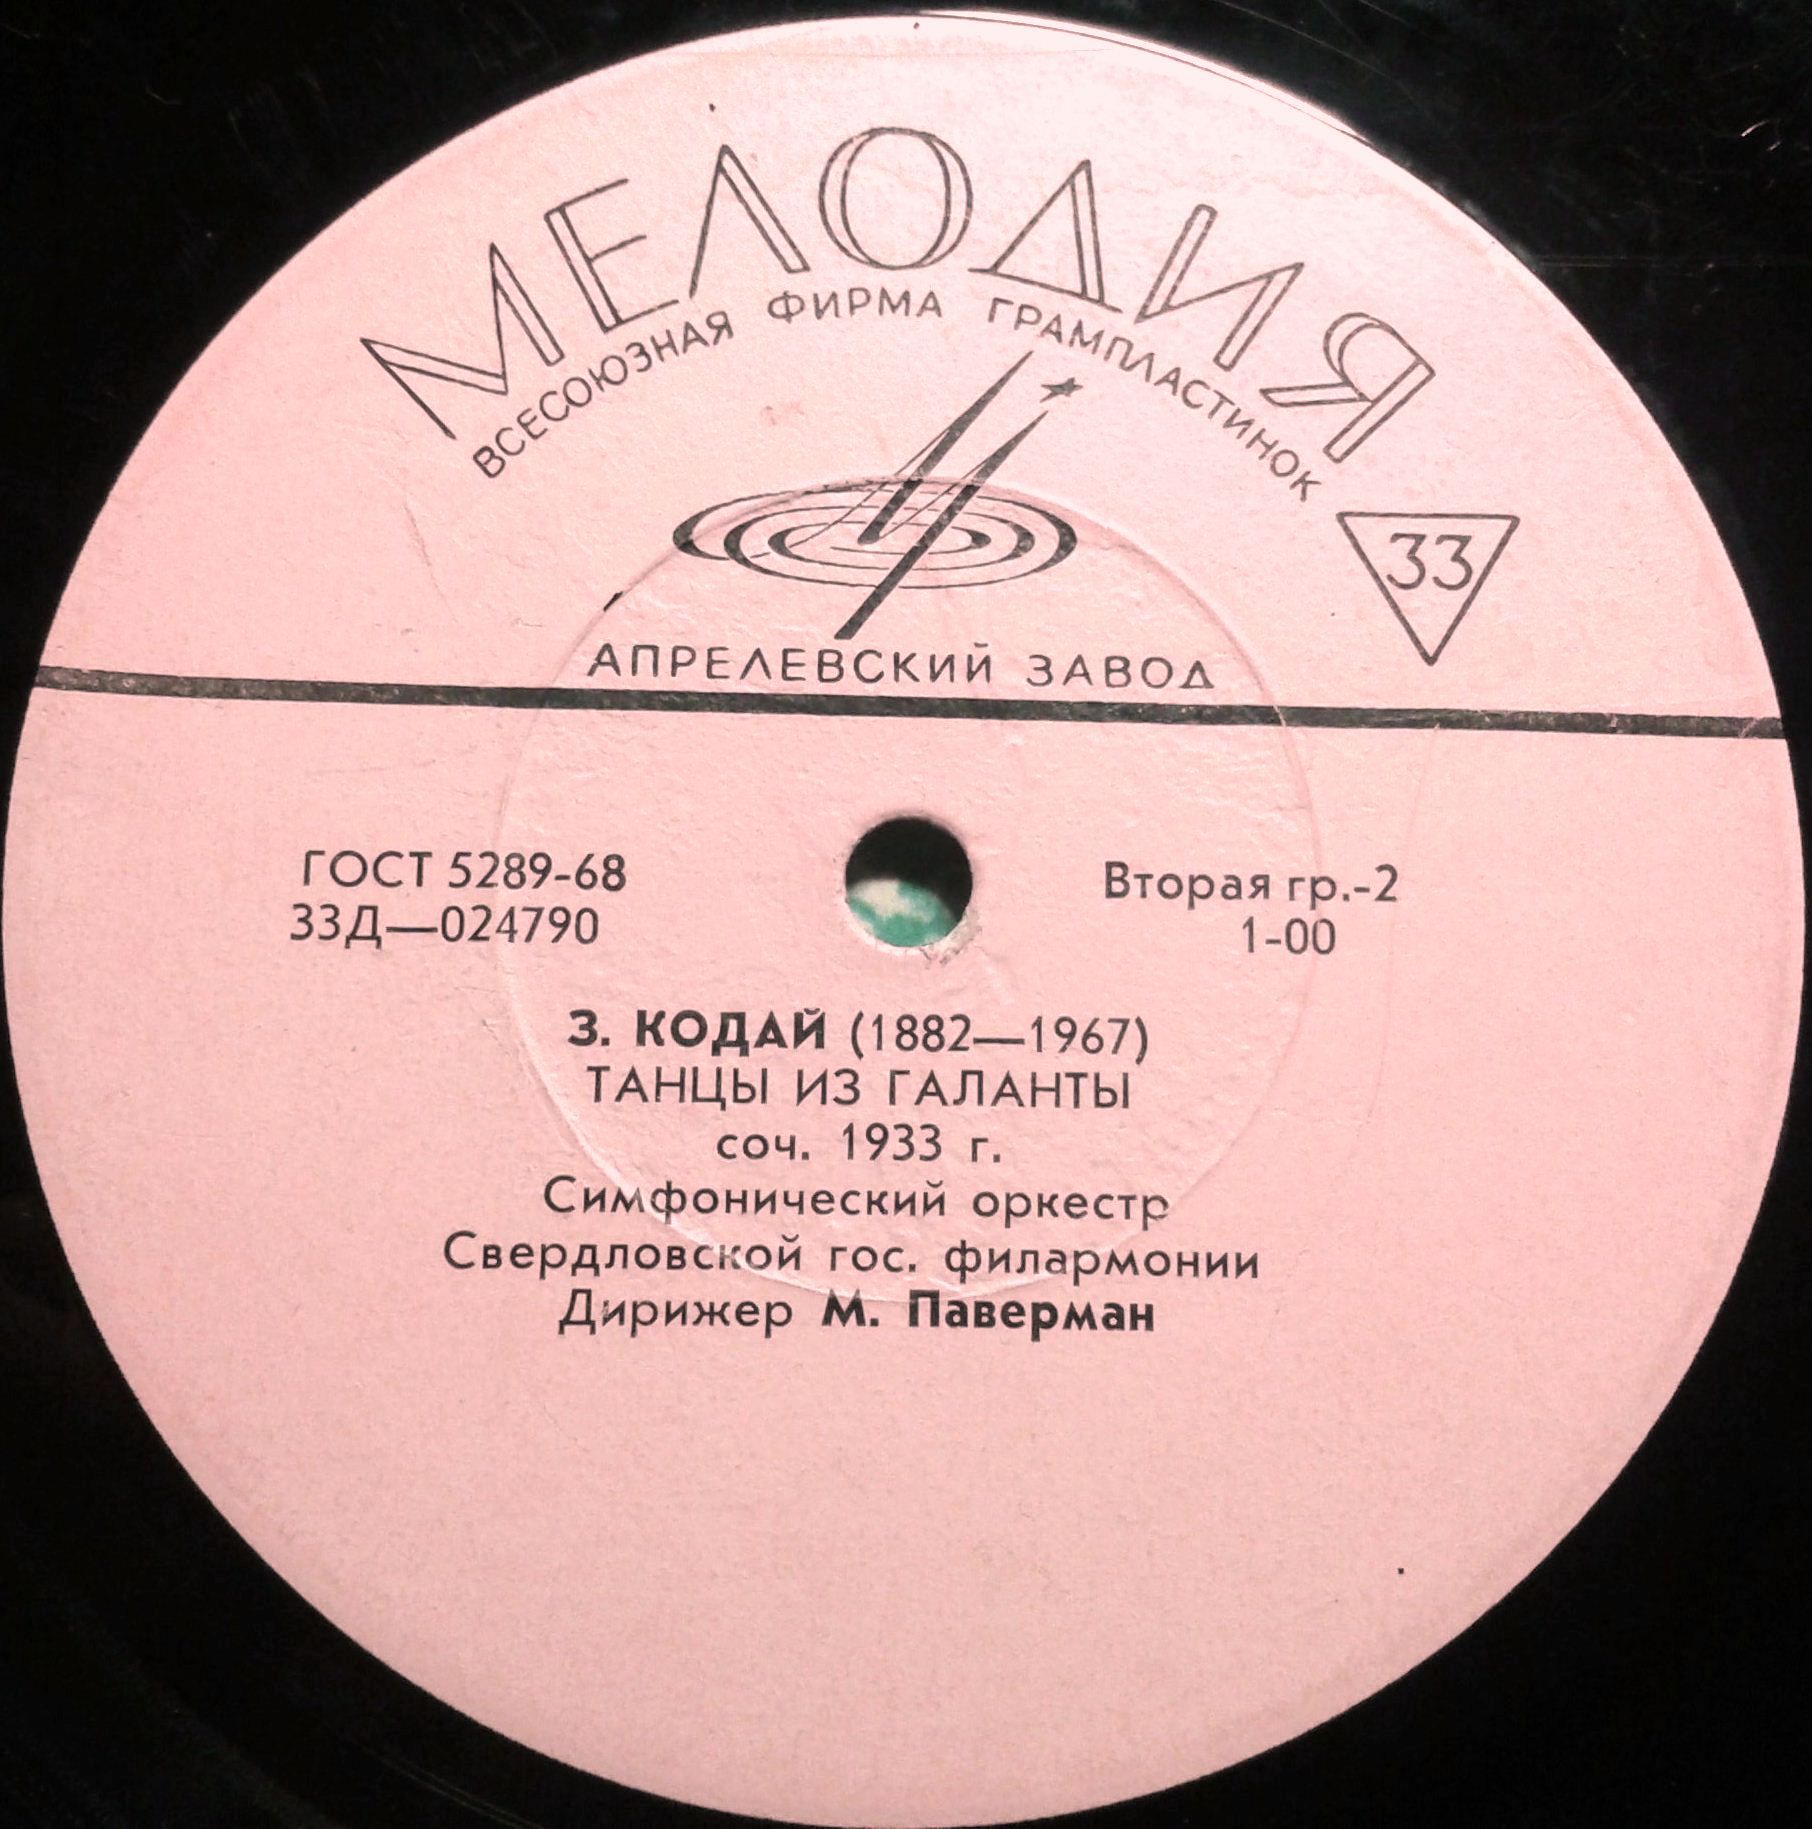 МЕЛОДИЯ
ВСЕСОЮЗНАЯ ФИРМА ГРАМПЛАСТИНОК
33
АПРЕЛЕВСКИЙ ЗАВОД
ГОСТ 5289-68
33Д—024790
Вторая гр.-2
1-00
З. КОДАЙ (1882—1967)
ТАНЦЫ ИЗ ГАЛАНТЫ
соч. 1933 г.
Симфонический оркестр
Свердловской гос. филармонии
Дирижер М. Паверман